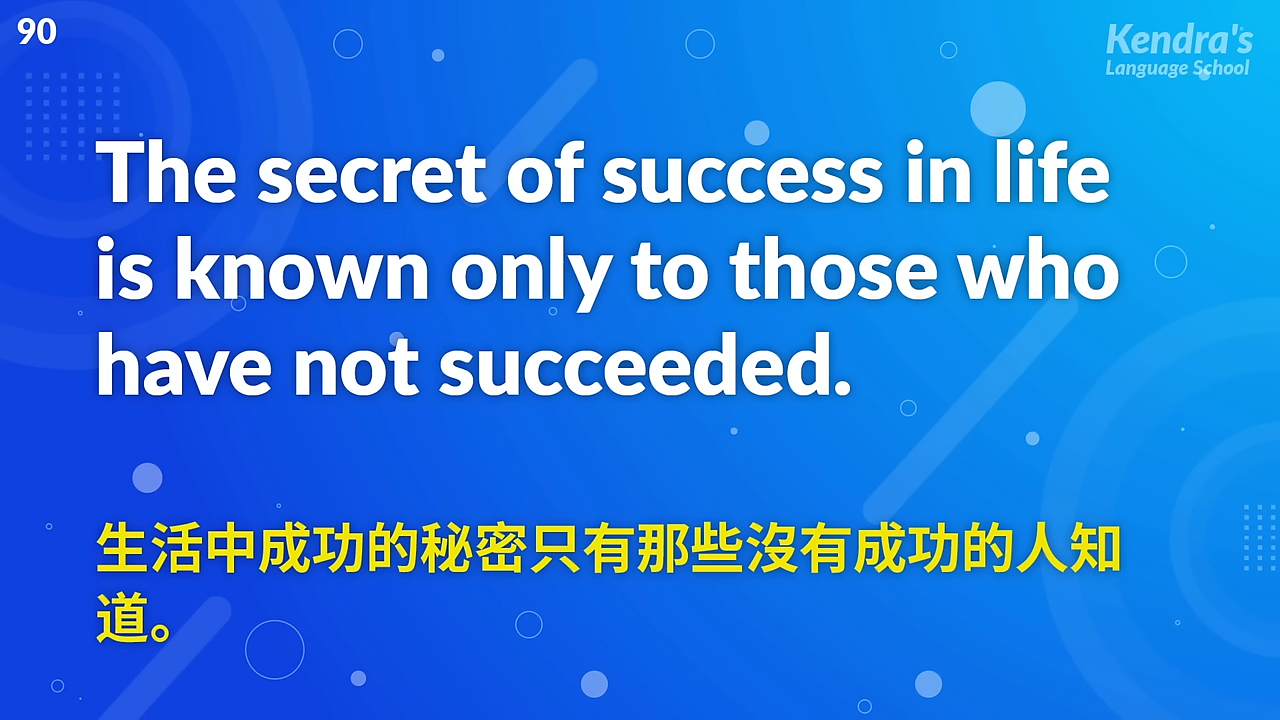 90
Kendra's
Language School
The secret of success in life
is known only to those who
have not succeeded.
生活中成功的秘密只有那些沒有成功的人知
道。